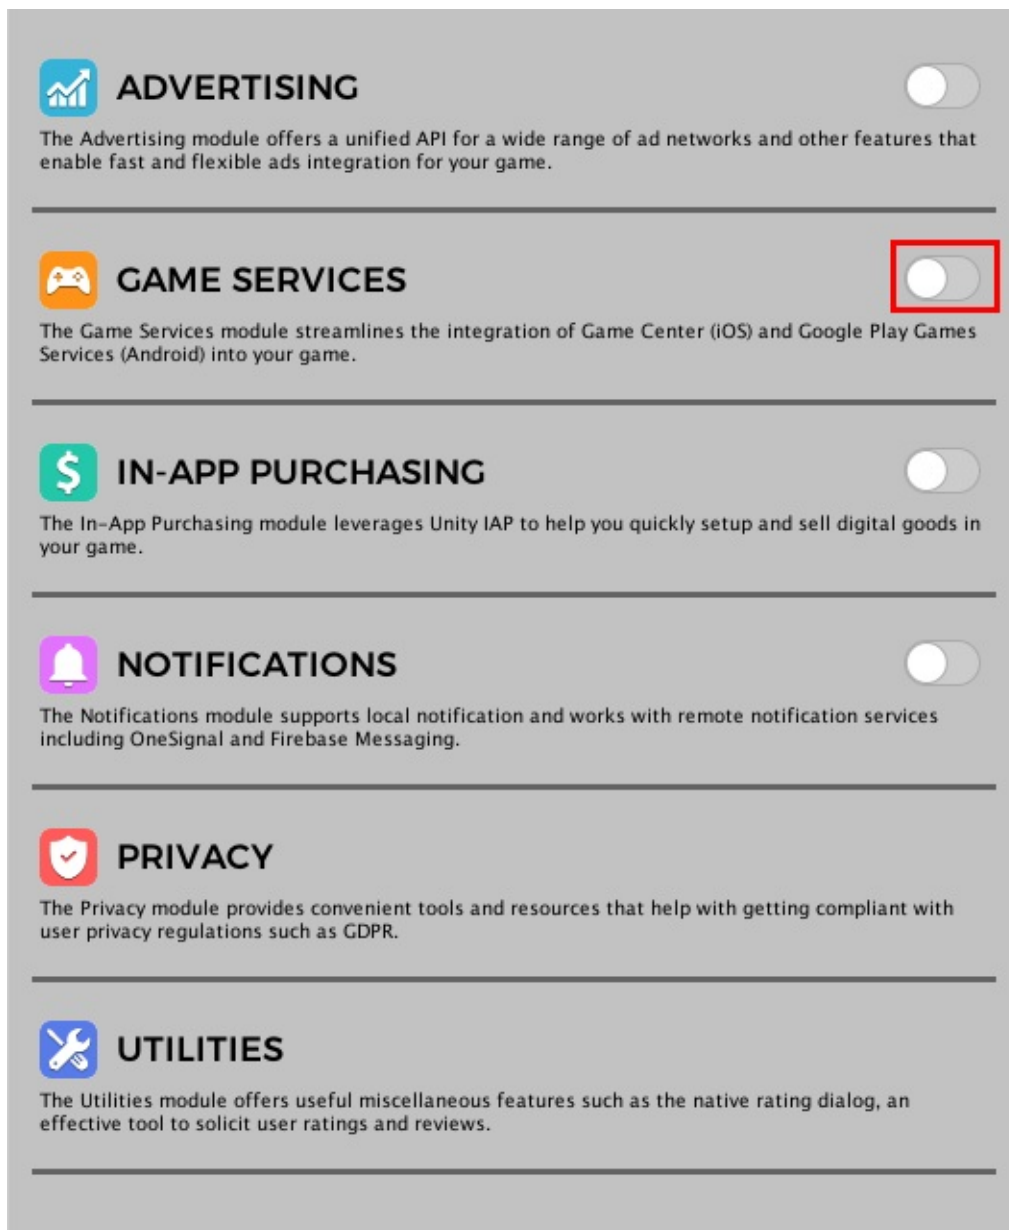 ADVERTISING
The Advertising module offers a unified API for a wide range of ad networks and other features that
enable fast and flexible ads integration for your game.
GAME SERVICES
The Game Services module streamlines the integration of Game Center (iOS) and Google Play Games
Services (Android) into your game.
$ IN-APP PURCHASING
The In-App Purchasing module leverages Unity IAP to help you quickly setup and sell digital goods in
your game.
NOTIFICATIONS
The Notifications module supports local notification and works with remote notification services
including OneSignal and Firebase Messaging.
PRIVACY
The Privacy module provides convenient tools and resources that help with getting compliant with
user privacy regulations such as GDPR.
UTILITIES
The Utilities module offers useful miscellaneous features such as the native rating dialog, an
effective tool to solicit user ratings and reviews.